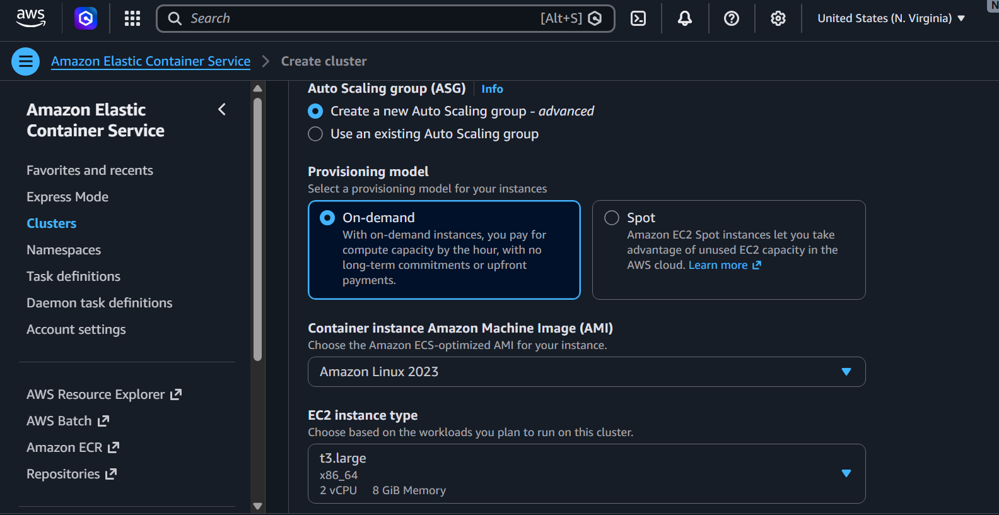 aws
Search
[Alt+S]
United States (N. Virginia)
N
Amazon Elastic Container Service
Create cluster
Amazon Elastic
Container Service
Favorites and recents
Express Mode
Clusters
Namespaces
Task definitions
Daemon task definitions
Account settings
AWS Resource Explorer
AWS Batch
Amazon ECR
Repositories
Auto Scaling group (ASG)
Info
Create a new Auto Scaling group - advanced
Use an existing Auto Scaling group
Provisioning model
Select a provisioning model for your instances
On-demand
With on-demand instances, you pay for
compute capacity by the hour, with no
long-term commitments or upfront
payments.
Spot
Amazon EC2 Spot instances let you take
advantage of unused EC2 capacity in the
AWS cloud. Learn more
Container instance Amazon Machine Image (AMI)
Choose the Amazon ECS-optimized AMI for your instance.
Amazon Linux 2023
EC2 instance type
Choose based on the workloads you plan to run on this cluster.
t3.large
x86_64
2 vCPU 8 GiB Memory